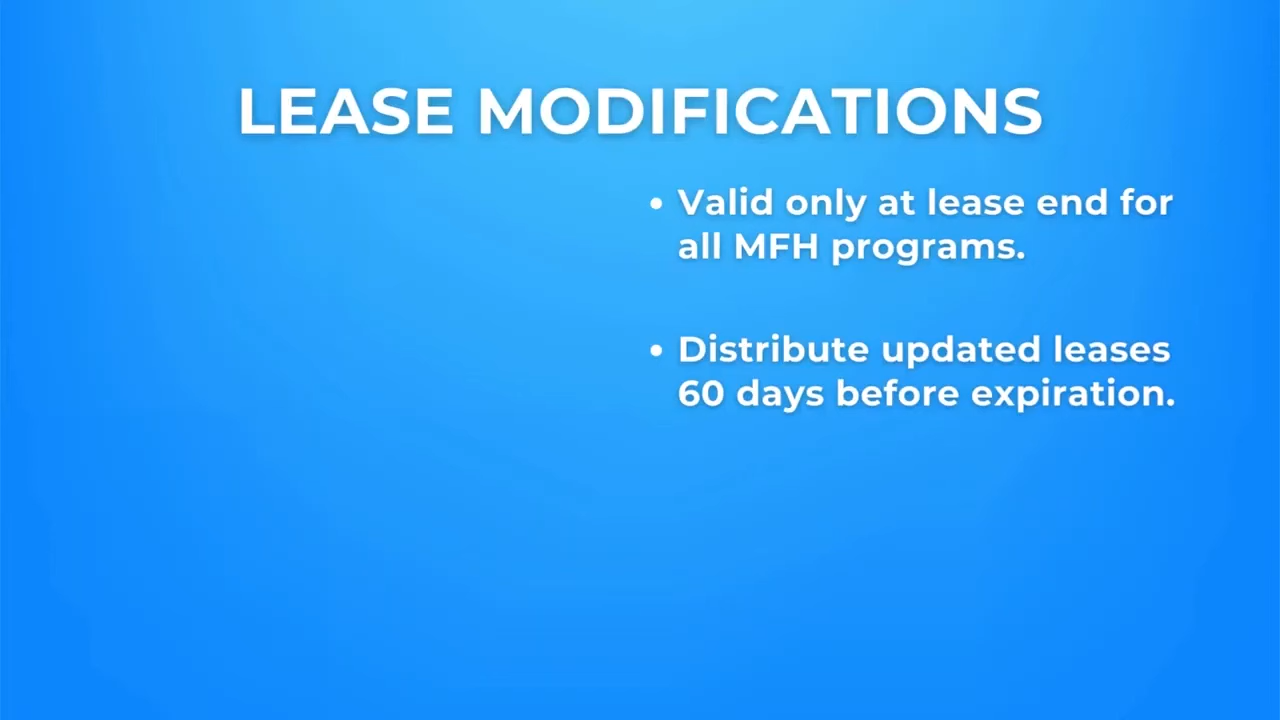 LEASE MODIFICATIONS
• Valid only at lease end for
all MFH programs.
• Distribute updated leases
60 days before expiration.